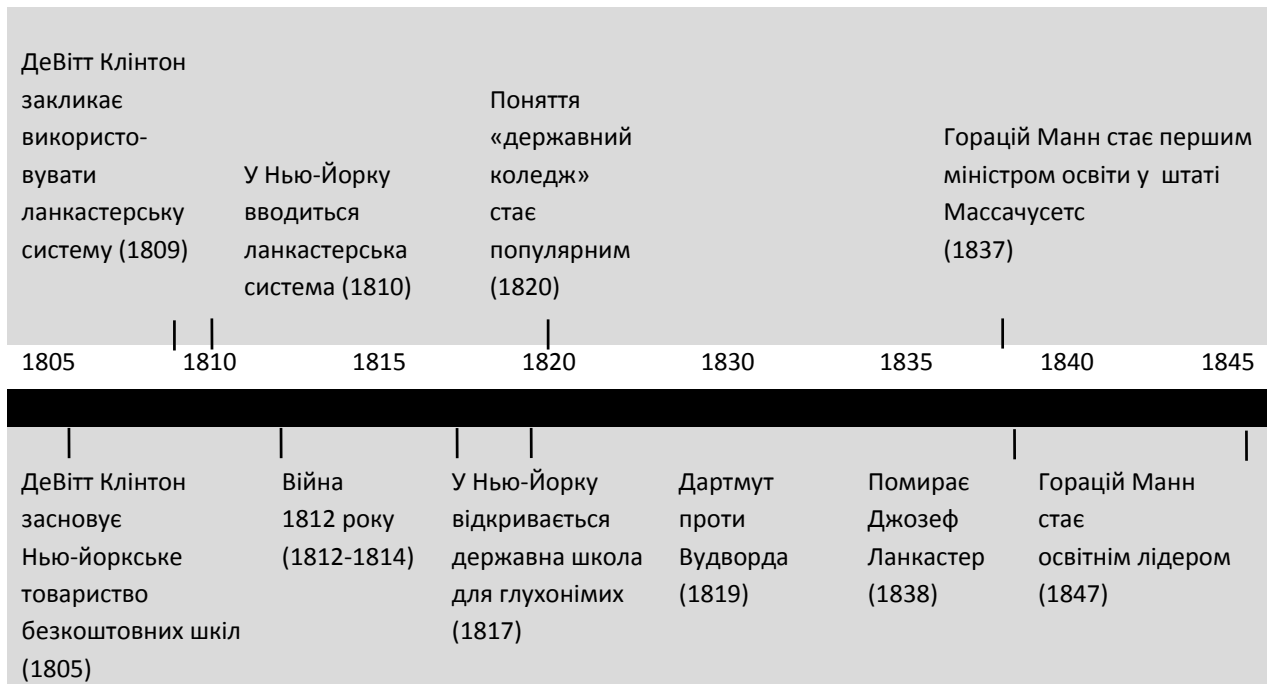 ДеВітт Клінтон
закликає
використо-
вувати
ланкастерську
систему (1809)
У Нью-Йорку
вводиться
ланкастерська
система (1810)
Поняття
«державний
коледж»
стає
популярним
(1820)
Горацій Манн стає першим
міністром освіти у  штаті
Массачусетс
(1837)
1805 1810 1815 1820 1830 1835 1840 1845
ДеВітт Клінтон
засновує
Нью-йоркське
товариство
безкоштовних шкіл
(1805)
Війна
1812 року
(1812-1814)
У Нью-Йорку
відкривається
державна школа
для глухонімих
(1817)
Дартмут
проти
Вудворда
(1819)
Помирає
Джозеф
Ланкастер
(1838)
Горацій Манн
стає
освітнім лідером
(1847)